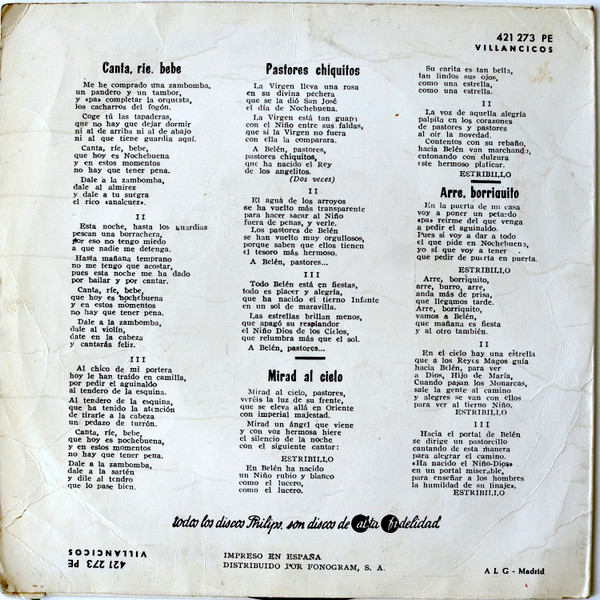 421 273 PE
VILLANCICOS
Canta, ríe, bebe
Me he comprado una zambomba,
un pandero y un tambor,
y «pa» completar la orquesta,
los cacharros del fogón.
Coge tú las tapaderas,
que no hay que dejar dormir
ni al de arriba ni al de abajo
ni al que tiene guardia aquí.
Canta, ríe, bebe,
que hoy es Nochebuena
y en estos momentos
no hay que tener pena.
Dale a la zambomba,
dale al almirez
y dale a tu suegra
el rico «analcuez».
II
Esta noche, hasta los guardias
pescan una borrachera,
por eso no tengo miedo
a que nadie me detenga.
Hasta mañana temprano
no me tengo que acostar,
pues esta noche me ha dado
por bailar y por cantar.
Canta, ríe, bebe,
que hoy es Nochebuena
y en estos momentos
no hay que tener pena.
Dale a la zambomba,
dale al violín,
date en la cabeza
y cantarás feliz.
III
Al chico de mi portera
hoy le han traído en camilla,
por pedir el aguinaldo
al tendero de la esquina.
Al tendero de la esquina,
que ha tenido la atención
de tirarle a la cabeza
un pedazo de turrón.
Canta, ríe, bebe,
que hoy es nochebuena,
y en estos momentos
no hay que tener pena.
Dale a la zambomba,
dale a la sartén
y dile al tendro
que lo pase bien.
Pastores chiquitos
La Virgen lleva una rosa
en su divina pechera
que se la dió San José
el día de Nochebuena.
La Virgen está tan guapa
con el Niño entre sus faldas,
que si la Virgen no fuera
con ella la comparara.
A Belén, pastores,
pastores chiquitos,
que ha nacido el Rey
de los angelitos.
(Dos veces)
II
El agua de los arroyos
se ha vuelto más transparente
para hacer sacar al Niño
fuera de penas, y verle.
Los pastores de Belén
se han vuelto muy orgullosos,
porque saben que ellos tienen
el tesoro más hermoso.
A Belén, pastores...
III
Todo Belén está en fiestas,
todo es placer y alegría,
que ha nacido el tierno Infante
en un sol de maravilla.
Las estrellas brillan menos,
que apagó su resplandor
el Niño Dios de los Cielos,
que relumbra más que el sol.
A Belén, pastores...
Mirad al cielo
Mirad al cielo, pastores,
veréis la luz de su frente,
que se eleva allá en Oriente
con imperial majestad.
Mirad un ángel que viene
y con voz hermosa hiere
el silencio de la noche
con el siguiente cantar:
ESTRIBILLO
En Belén ha nacido
un Niño rubio y blanco
como el lucero,
como el lucero.
Su carita es tan bella,
tan lindos sus ojos,
como una estrella,
como una estrella.
II
La voz de aquella alegría
palpita en los corazones
de pastores y pastores
al oir la novedad.
Contentos con su rebaño,
hacia Belén van marchando,
entonando con dulzura
este hermoso platicar.
ESTRIBILLO
Arre, borriquito
En la puerta de mi casa
voy a poner un petardo
«pa» reirme del que venga
a pedir el aguinaldo.
Pues si voy a dar a todo
el que pide en Nochebuena,
yo sí que voy a tener
que pedir de puerta en puerta.
ESTRIBILLO
Arre, borriquito,
arre, burro, arre,
anda más de prisa,
que llegamos tarde.
Arre, borriquito,
vamos a Belén,
que mañana es fiesta
y al otro también.
II
En el cielo hay una estrella
que a los Reyes Magos guía
hacia Belén, para ver
a Dios, Hijo de María,
Cuando pasan los Monarcas,
sale la gente al camino
y alegres se van con ellos
para ver al tierno Niño.
ESTRIBILLO
III
Hacia el portal de Belén
se dirige un pastorcillo
cantando de esta manera
para alegrar el camino.
«Ha nacido el Niño-Dios»
en un portal miserable,
para enseñar a los hombres
la humildad de su linaje».
ESTRIBILLO
todos los discos Philips, son discos de alta fidelidad
421 273 PE
VILLANCICOS
IMPRESO EN ESPAÑA
DISTRIBUIDO POR FONOGRAM, S. A.
A L G - Madrid